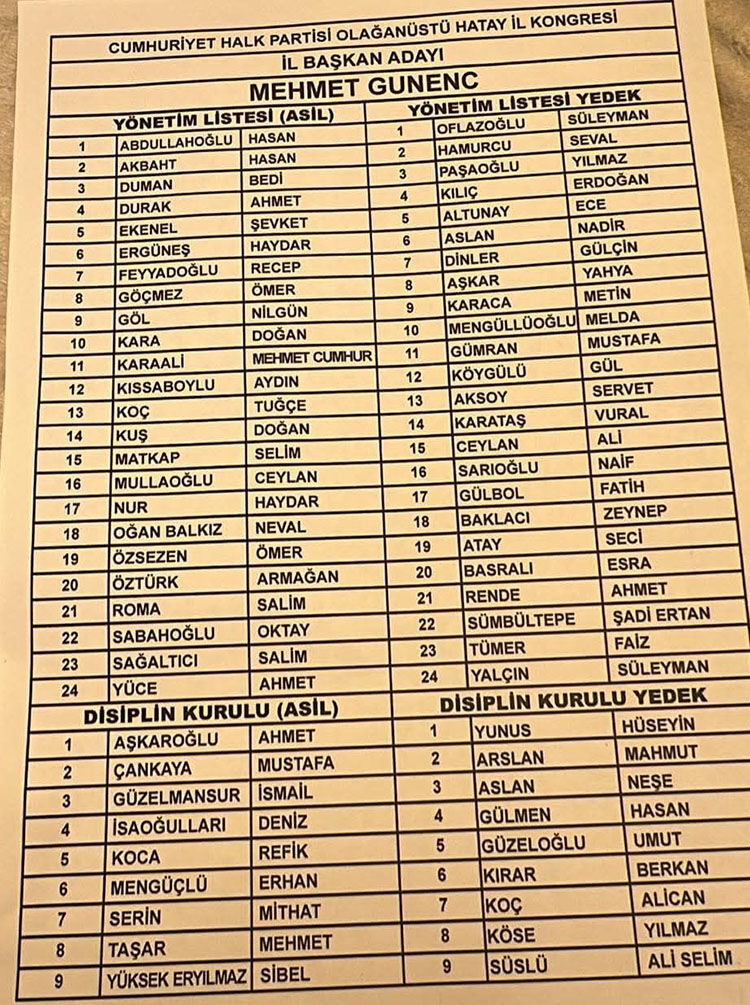 CUMHURİYET HALK PARTİSİ OLAĞANÜSTÜ HATAY İL KONGRESİ
İL BAŞKAN ADAYI
MEHMET GUNENC
YÖNETİM LİSTESİ (ASİL)
1 ABDULLAHOĞLU HASAN
2 AKBAHT HASAN
3 DUMAN BEDİ
4 DURAK AHMET
5 EKENEL ŞEVKET
6 ERGÜNEŞ HAYDAR
7 FEYYADOĞLU RECEP
8 GÖÇMEZ ÖMER
9 GÖL NİLGÜN
10 KARA DOĞAN
11 KARAALİ MEHMET CUMHUR
12 KISSABOYLU AYDIN
13 KOÇ TUĞÇE
14 KUŞ DOĞAN
15 MATKAP SELİM
16 MULLAOĞLU CEYLAN
17 NUR HAYDAR
18 OĞAN BALKIZ NEVAL
19 ÖZSEZEN ÖMER
20 ÖZTÜRK ARMAĞAN
21 ROMA SALİM
22 SABAHOĞLU OKTAY
23 SAĞALTICI SALİM
24 YÜCE AHMET
YÖNETİM LİSTESİ YEDEK
1 OFLAZOĞLU SÜLEYMAN
2 HAMURCU SEVAL
3 PAŞAOĞLU YILMAZ
4 KILIÇ ERDOĞAN
5 ALTUNAY ECE
6 ASLAN NADİR
7 DİNLER GÜLÇİN
8 AŞKAR YAHYA
9 KARACA METİN
10 MENGÜLLÜOĞLU MELDA
11 GÜMRAN MUSTAFA
12 KÖYGÜLÜ GÜL
13 AKSOY SERVET
14 KARATAŞ VURAL
15 CEYLAN ALİ
16 SARIOĞLU NAİF
17 GÜLBOL FATİH
18 BAKLACI ZEYNEP
19 ATAY SECİ
20 BASRALI ESRA
21 RENDE AHMET
22 SÜMBÜLTEPE ŞADİ ERTAN
23 TÜMER FAİZ
24 YALÇIN SÜLEYMAN
DİSİPLİN KURULU (ASİL)
1 AŞKAROĞLU AHMET
2 ÇANKAYA MUSTAFA
3 GÜZELMANSUR İSMAİL
4 İSAOĞULLARI DENİZ
5 KOCA REFİK
6 MENGÜÇLÜ ERHAN
7 SERİN MİTHAT
8 TAŞAR MEHMET
9 YÜKSEK ERYILMAZ SİBEL
DİSİPLİN KURULU YEDEK
1 YUNUS HÜSEYİN
2 ARSLAN MAHMUT
3 ASLAN NEŞE
4 GÜLMEN HASAN
5 GÜZELOĞLU UMUT
6 KIRAR BERKAN
7 KOÇ ALİCAN
8 KÖSE YILMAZ
9 SÜSLÜ ALİ SELİM